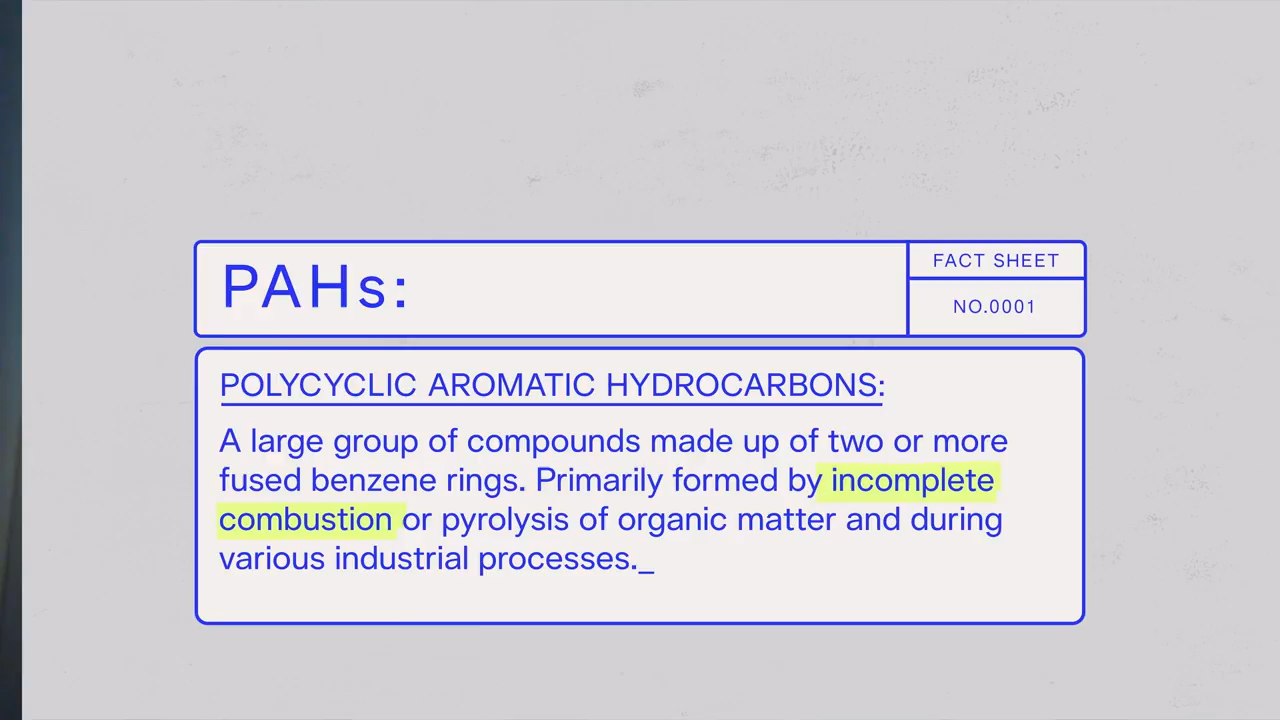 PAHs:
FACT SHEET
NO.0001
POLYCYCLIC AROMATIC HYDROCARBONS:
A large group of compounds made up of two or more
fused benzene rings. Primarily formed by incomplete
combustion or pyrolysis of organic matter and during
various industrial processes._